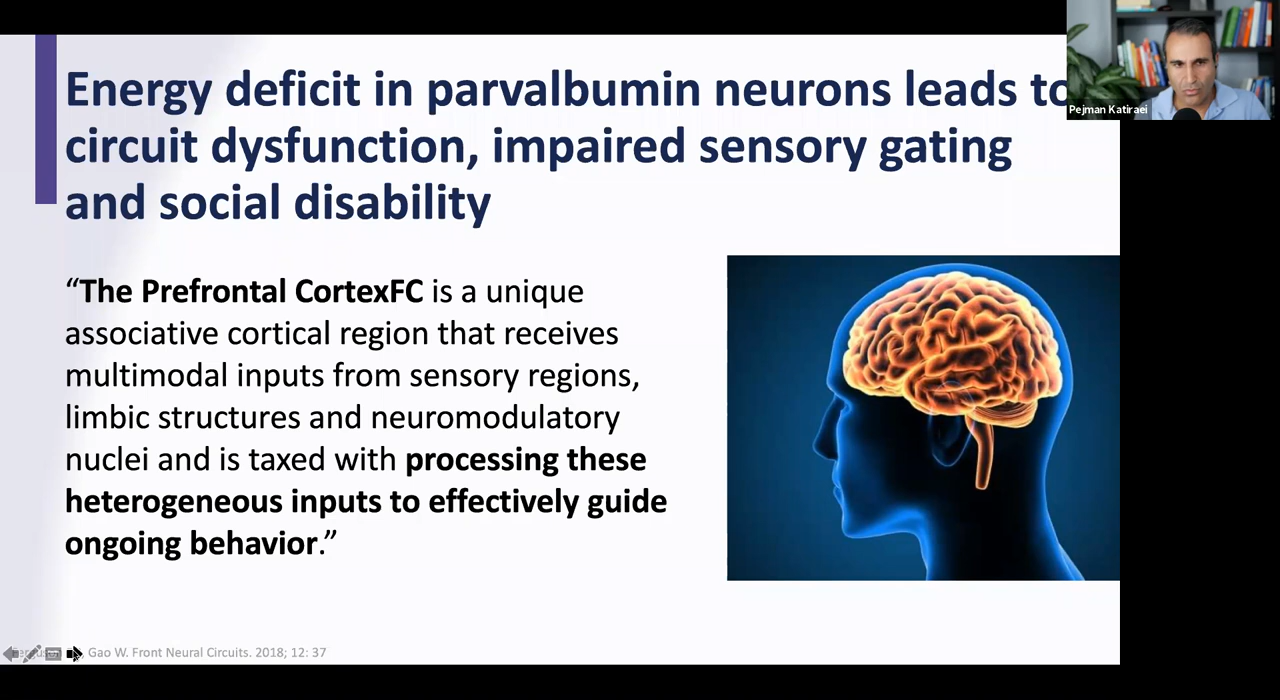 Energy deficit in parvalbumin neurons leads to
circuit dysfunction, impaired sensory gating
and social disability
Pejman Katiraei
“The Prefrontal CortexFC is a unique
associative cortical region that receives
multimodal inputs from sensory regions,
limbic structures and neuromodulatory
nuclei and is taxed with processing these
heterogeneous inputs to effectively guide
ongoing behavior.”
Gao W. Front Neural Circuits. 2018; 12: 37